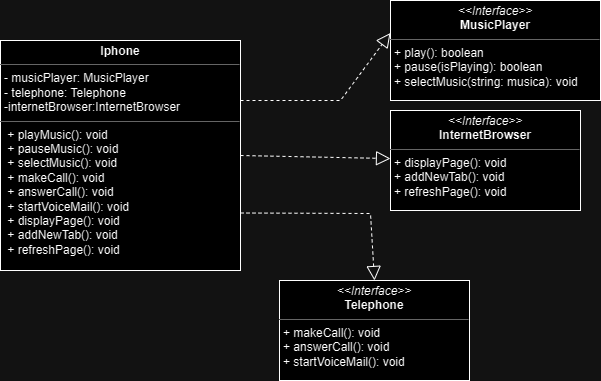 Iphone
- musicPlayer: MusicPlayer
- telephone: Telephone
-internetBrowser:InternetBrowser
+ playMusic(): void
+ pauseMusic(): void
+ selectMusic(): void
+ makeCall(): void
+ answerCall(): void
+ startVoiceMail(): void
+ displayPage(): void
+ addNewTab(): void
+ refreshPage(): void
<<Interface>>
MusicPlayer
+ play(): boolean
+ pause(isPlaying): boolean
+ selectMusic(string: musica): void
<<Interface>>
InternetBrowser
+ displayPage(): void
+ addNewTab(): void
+ refreshPage(): void
<<Interface>>
Telephone
+ makeCall(): void
+ answerCall(): void
+ startVoiceMail(): void